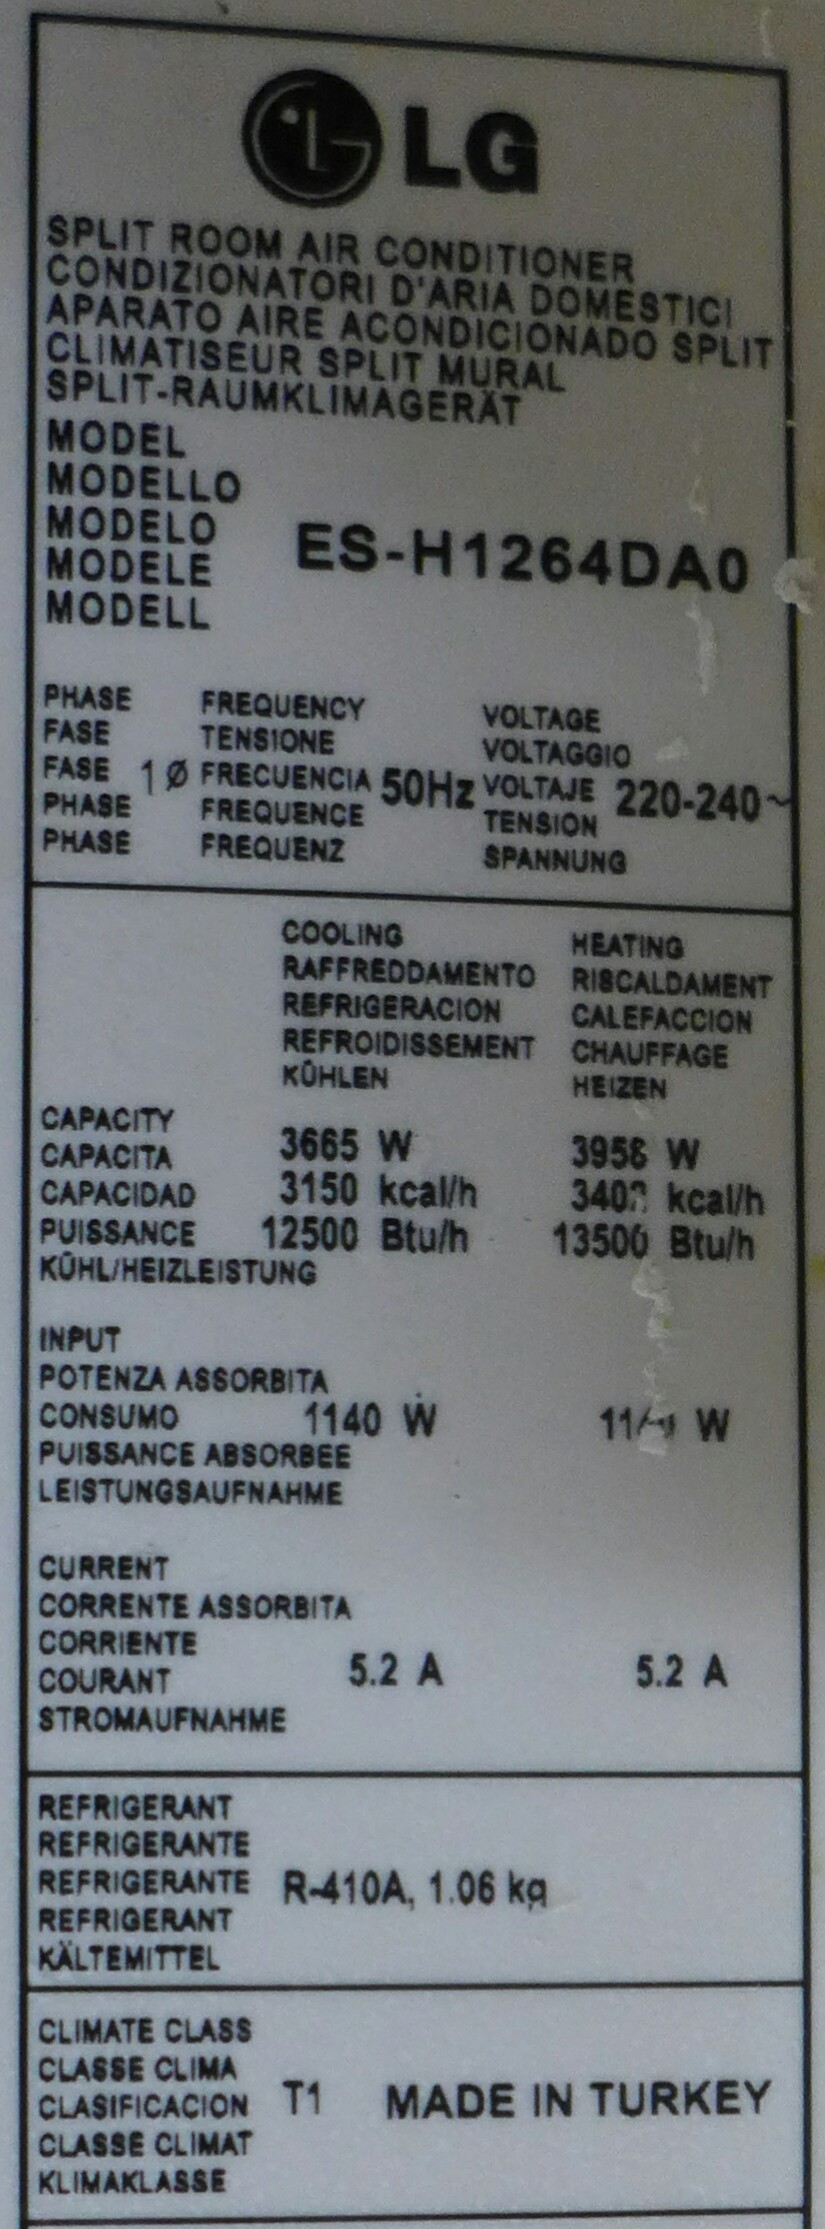 LG
SPLIT ROOM AIR CONDITIONER
CONDIZIONATORI D'ARIA DOMESTICI
APARATO AIRE ACONDICIONADO SPLIT
CLIMATISEUR SPLIT MURAL
SPLIT-RAUMKLIMAGERÄT
MODEL
MODELLO
MODELO
MODELE
MODELL
ES-H1264DA0
PHASE
FASE
FASE
PHASE
PHASE
1Ø
FREQUENCY
TENSIONE
FRECUENCIA
FREQUENCE
FREQUENZ
50Hz
VOLTAGE
VOLTAGGIO
VOLTAJE
TENSION
SPANNUNG
220-240~
COOLING
RAFFREDDAMENTO
REFRIGERACION
REFROIDISSEMENT
KÜHLEN
HEATING
RISCALDAMENT
CALEFACCION
CHAUFFAGE
HEIZEN
CAPACITY
CAPACITA 3665 W 3956 W
CAPACIDAD 3150 kcal/h kcal/h
PUISSANCE 12500 Btu/h 13500 Btu/h
KÜHL/HEIZLEISTUNG
INPUT
POTENZA ASSORBITA
CONSUMO 1140 W W
PUISSANCE ABSORBEE
LEISTUNGSAUFNAHME
CURRENT
CORRENTE ASSORBITA
CORRIENTE
COURANT 5.2 A 5.2 A
STROMAUFNAHME
REFRIGERANT
REFRIGERANTE
REFRIGERANTE R-410A, 1.06 kg
REFRIGERANT
KÄLTEMITTEL
CLIMATE CLASS
CLASSE CLIMA
CLASIFICACION T1 MADE IN TURKEY
CLASSE CLIMAT
KLIMAKLASSE